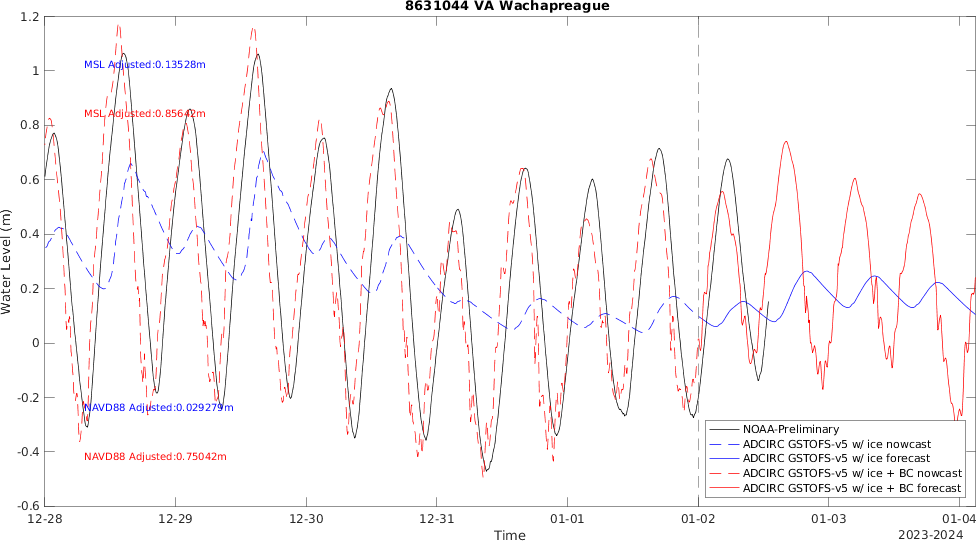 8631044 VA Wachapreague
1.2
1
0.8
0.6
0.4
0.2
0
-0.2
-0.4
-0.6
Water Level (m)
MSL Adjusted:0.13528m
MSL Adjusted:0.85642m
NAVD88 Adjusted:0.029279m
NAVD88 Adjusted:0.75042m
NOAA-Preliminary
ADCIRC GSTOFS-v5 w/ ice nowcast
ADCIRC GSTOFS-v5 w/ ice forecast
ADCIRC GSTOFS-v5 w/ ice + BC nowcast
ADCIRC GSTOFS-v5 w/ ice + BC forecast
12-28 12-29 12-30 12-31 01-01 01-02 01-03 01-04
Time
2023-2024